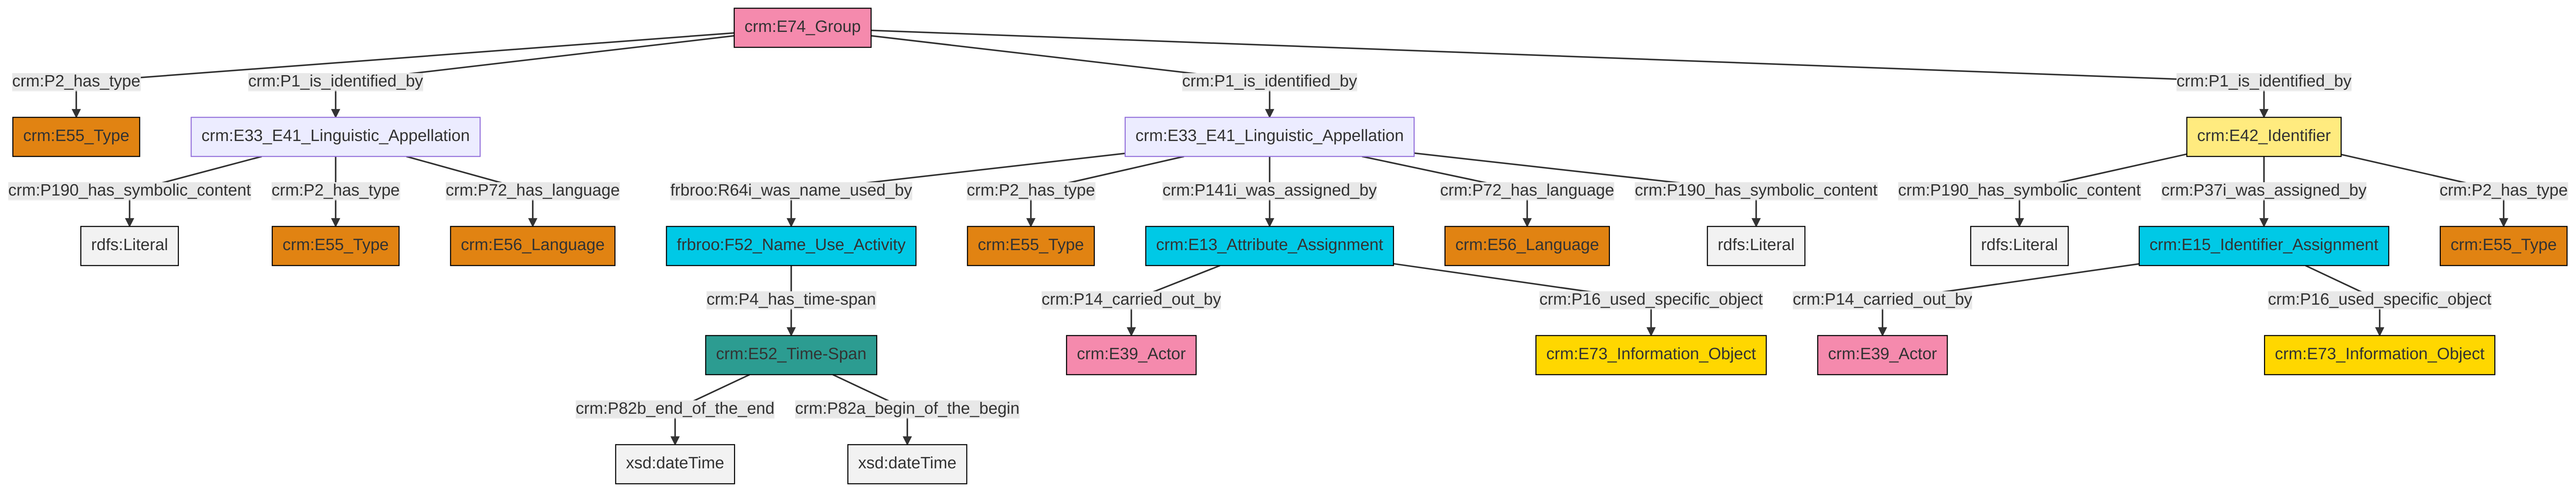 crm:E74_Group
crm:P2_has_type
crm:P1_is_identified_by
crm:P1_is_identified_by
crm:P1_is_identified_by
crm:E55_Type
crm:E33_E41_Linguistic_Appellation
crm:E33_E41_Linguistic_Appellation
crm:E42_Identifier
crm:P190_has_symbolic_content
crm:P2_has_type
crm:P72_has_language
frbroo:R64i_was_name_used_by
crm:P2_has_type
crm:P141i_was_assigned_by
crm:P72_has_language
crm:P190_has_symbolic_content
crm:P190_has_symbolic_content
crm:P37i_was_assigned_by
crm:P2_has_type
rdfs:Literal
crm:E55_Type
crm:E56_Language
frbroo:F52_Name_Use_Activity
crm:E55_Type
crm:E13_Attribute_Assignment
crm:E56_Language
rdfs:Literal
rdfs:Literal
crm:E15_Identifier_Assignment
crm:E55_Type
crm:P4_has_time-span
crm:P14_carried_out_by
crm:P16_used_specific_object
crm:P14_carried_out_by
crm:P16_used_specific_object
crm:E52_Time-Span
crm:E39_Actor
crm:E73_Information_Object
crm:E39_Actor
crm:E73_Information_Object
crm:P82b_end_of_the_end
crm:P82a_begin_of_the_begin
xsd:dateTime
xsd:dateTime